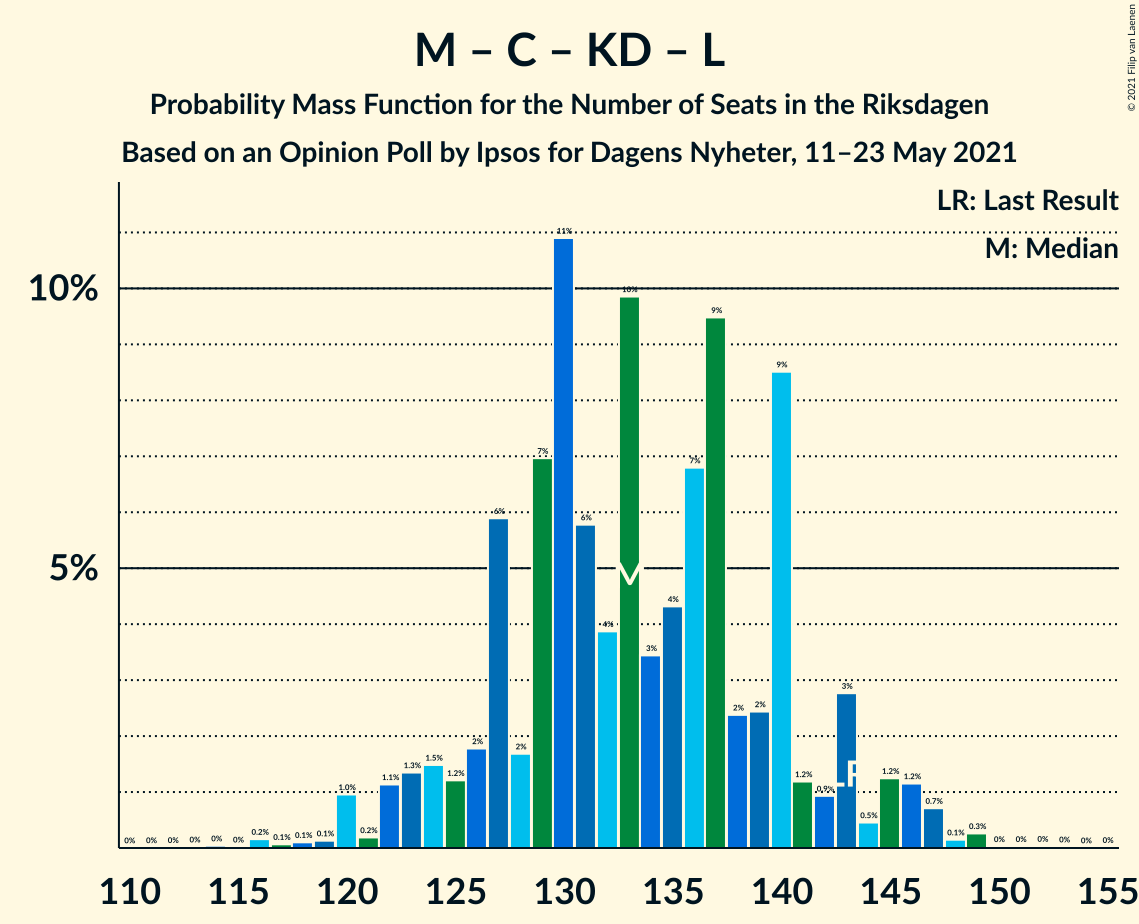 M – C – KD – L
Probability Mass Function for the Number of Seats in the Riksdagen
Based on an Opinion Poll by Ipsos for Dagens Nyheter, 11–23 May 2021
© 2021 Filip van Laenen
LR: Last Result
M: Median
10%
5%
0% 0% 0% 0% 0% 0% 0.2% 0.1% 0.1% 0.1% 1.0% 0.2% 1.1% 1.3% 1.5% 1.2% 2% 6% 2% 7% 11% 6% 4% 10% 3% 4% 7% 9% 2% 2% 9% 1.2% 0.9% 3% 0.5% 1.2% 1.2% 0.7% 0.1% 0.3% 0% 0% 0% 0% 0% 0%
M
LR
110 115 120 125 130 135 140 145 150 155